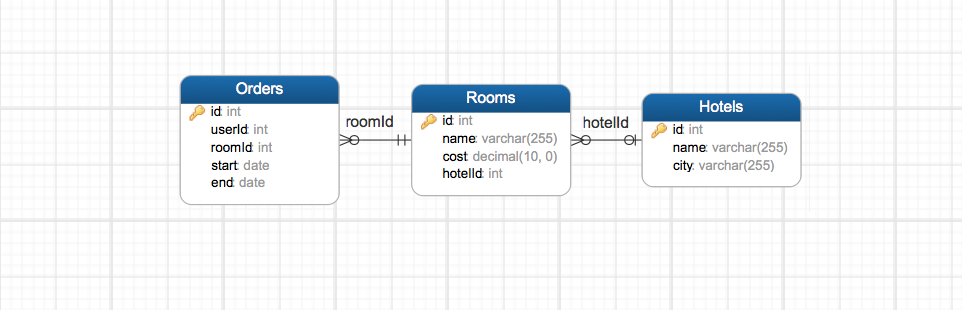 Orders
id: int
userId: int
roomId: int
start: date
end: date
roomId
Rooms
id: int
name: varchar(255)
cost: decimal(10, 0)
hotelId: int
hotelId
Hotels
id: int
name: varchar(255)
city: varchar(255)